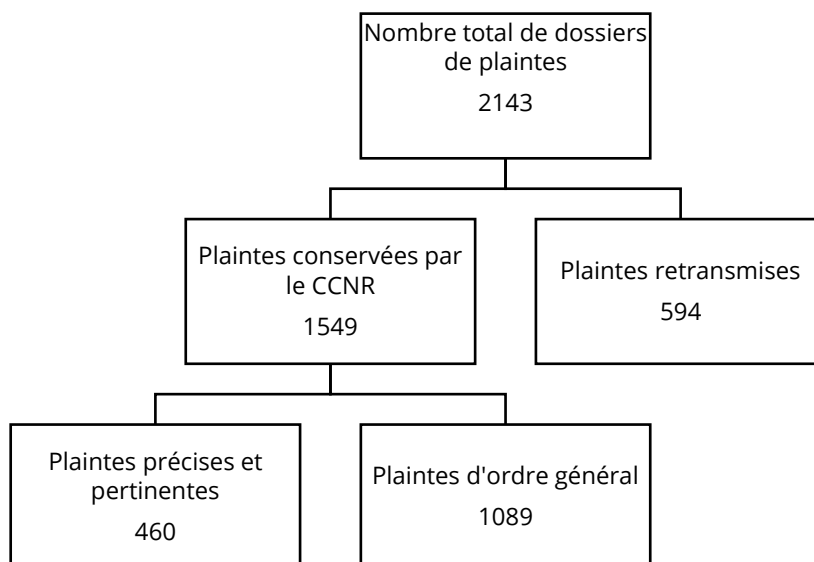 Nombre total de dossiers
de plaintes
2143
Plaintes conservées par
le CCNR
1549
Plaintes retransmises
594
Plaintes précises et
pertinentes
460
Plaintes d'ordre général
1089